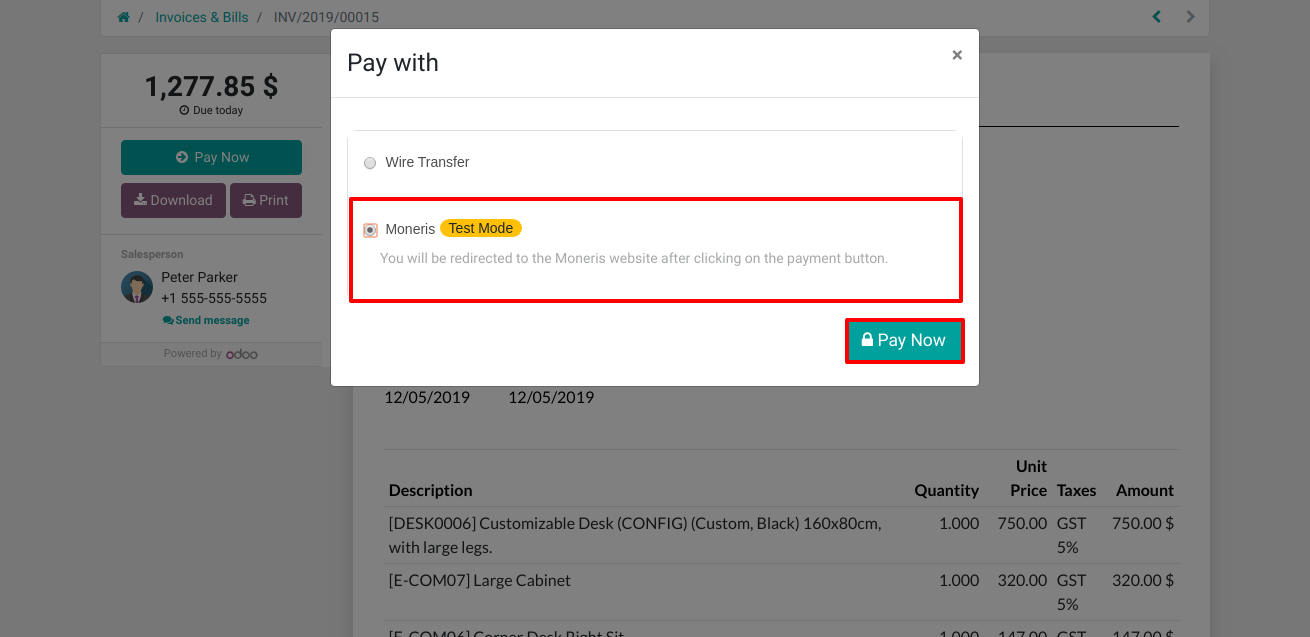 / Invoices & Bills / INV/2019/00015
Pay with
×
1,277.85 $
Due today
Pay Now
Download
Print
Salesperson
Peter Parker
+1 555-555-5555
Send message
Powered by odoo
Wire Transfer
Moneris Test Mode
You will be redirected to the Moneris website after clicking on the payment button.
Pay Now
12/05/2019 12/05/2019
Unit
Description Quantity Price Taxes Amount
[DESK0006] Customizable Desk (CONFIG) (Custom, Black) 160x80cm, 1.000 750.00 GST 750.00 $
with large legs. 5%
[E-COM07] Large Cabinet 1.000 320.00 GST 320.00 $
5%
[E-COM06] Corner Desk Right Sit 1.000 147.00 GST 147.00 $